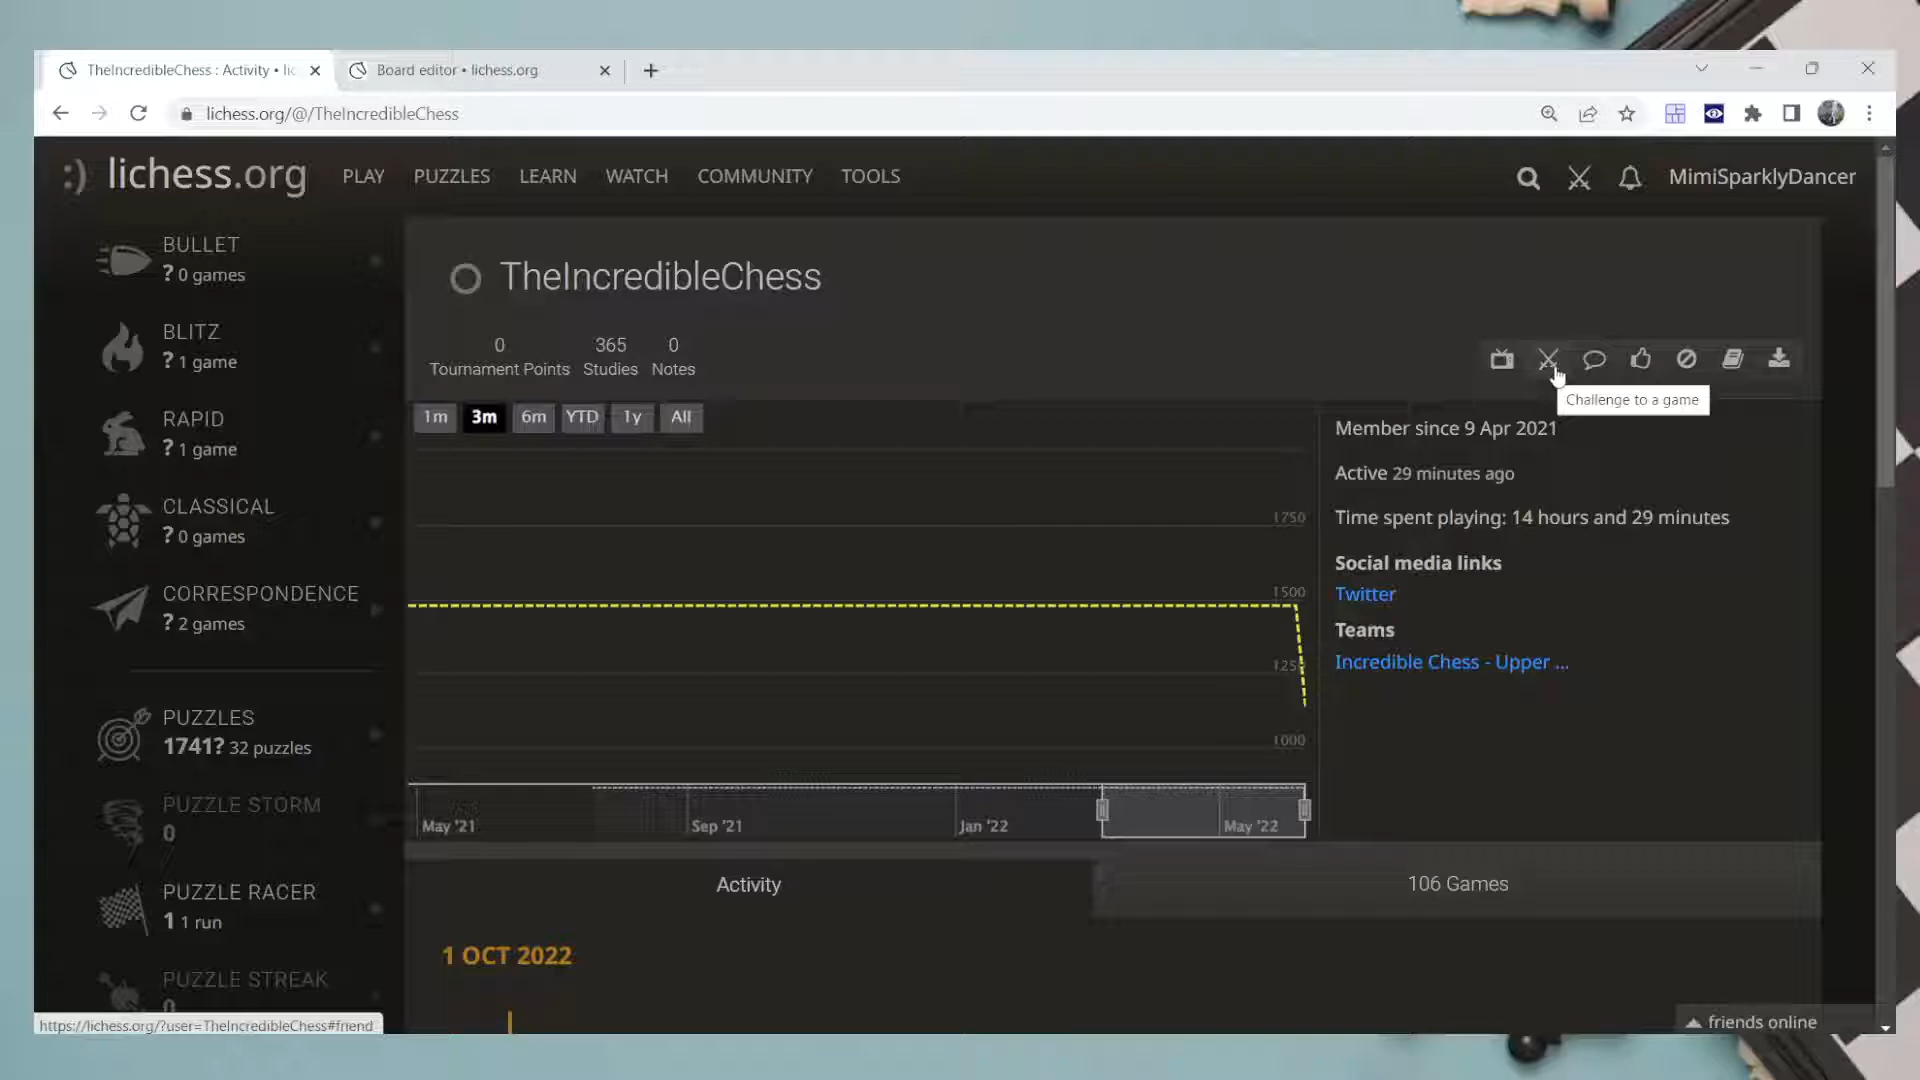 TheIncredibleChess : Activity • lic
Board editor • lichess.org
lichess.org/@/TheIncredibleChess
:) lichess.org
PLAY
PUZZLES
LEARN
WATCH
COMMUNITY
TOOLS
MimiSparklyDancer
BULLET
? 0 games
BLITZ
? 1 game
RAPID
? 1 game
CLASSICAL
? 0 games
CORRESPONDENCE
? 2 games
PUZZLES
1741? 32 puzzles
PUZZLE STORM
0
PUZZLE RACER
1 1 run
PUZZLE STREAK
0
https://lichess.org/?user=TheIncredibleChess#friend
TheIncredibleChess
0
Tournament Points
365
Studies
0
Notes
Challenge to a game
1m
3m
6m
YTD
1y
All
1750
1500
1250
1000
May '21
Sep '21
Jan '22
May '22
Member since 9 Apr 2021
Active 29 minutes ago
Time spent playing: 14 hours and 29 minutes
Social media links
Twitter
Teams
Incredible Chess - Upper ...
Activity
106 Games
1 OCT 2022
friends online